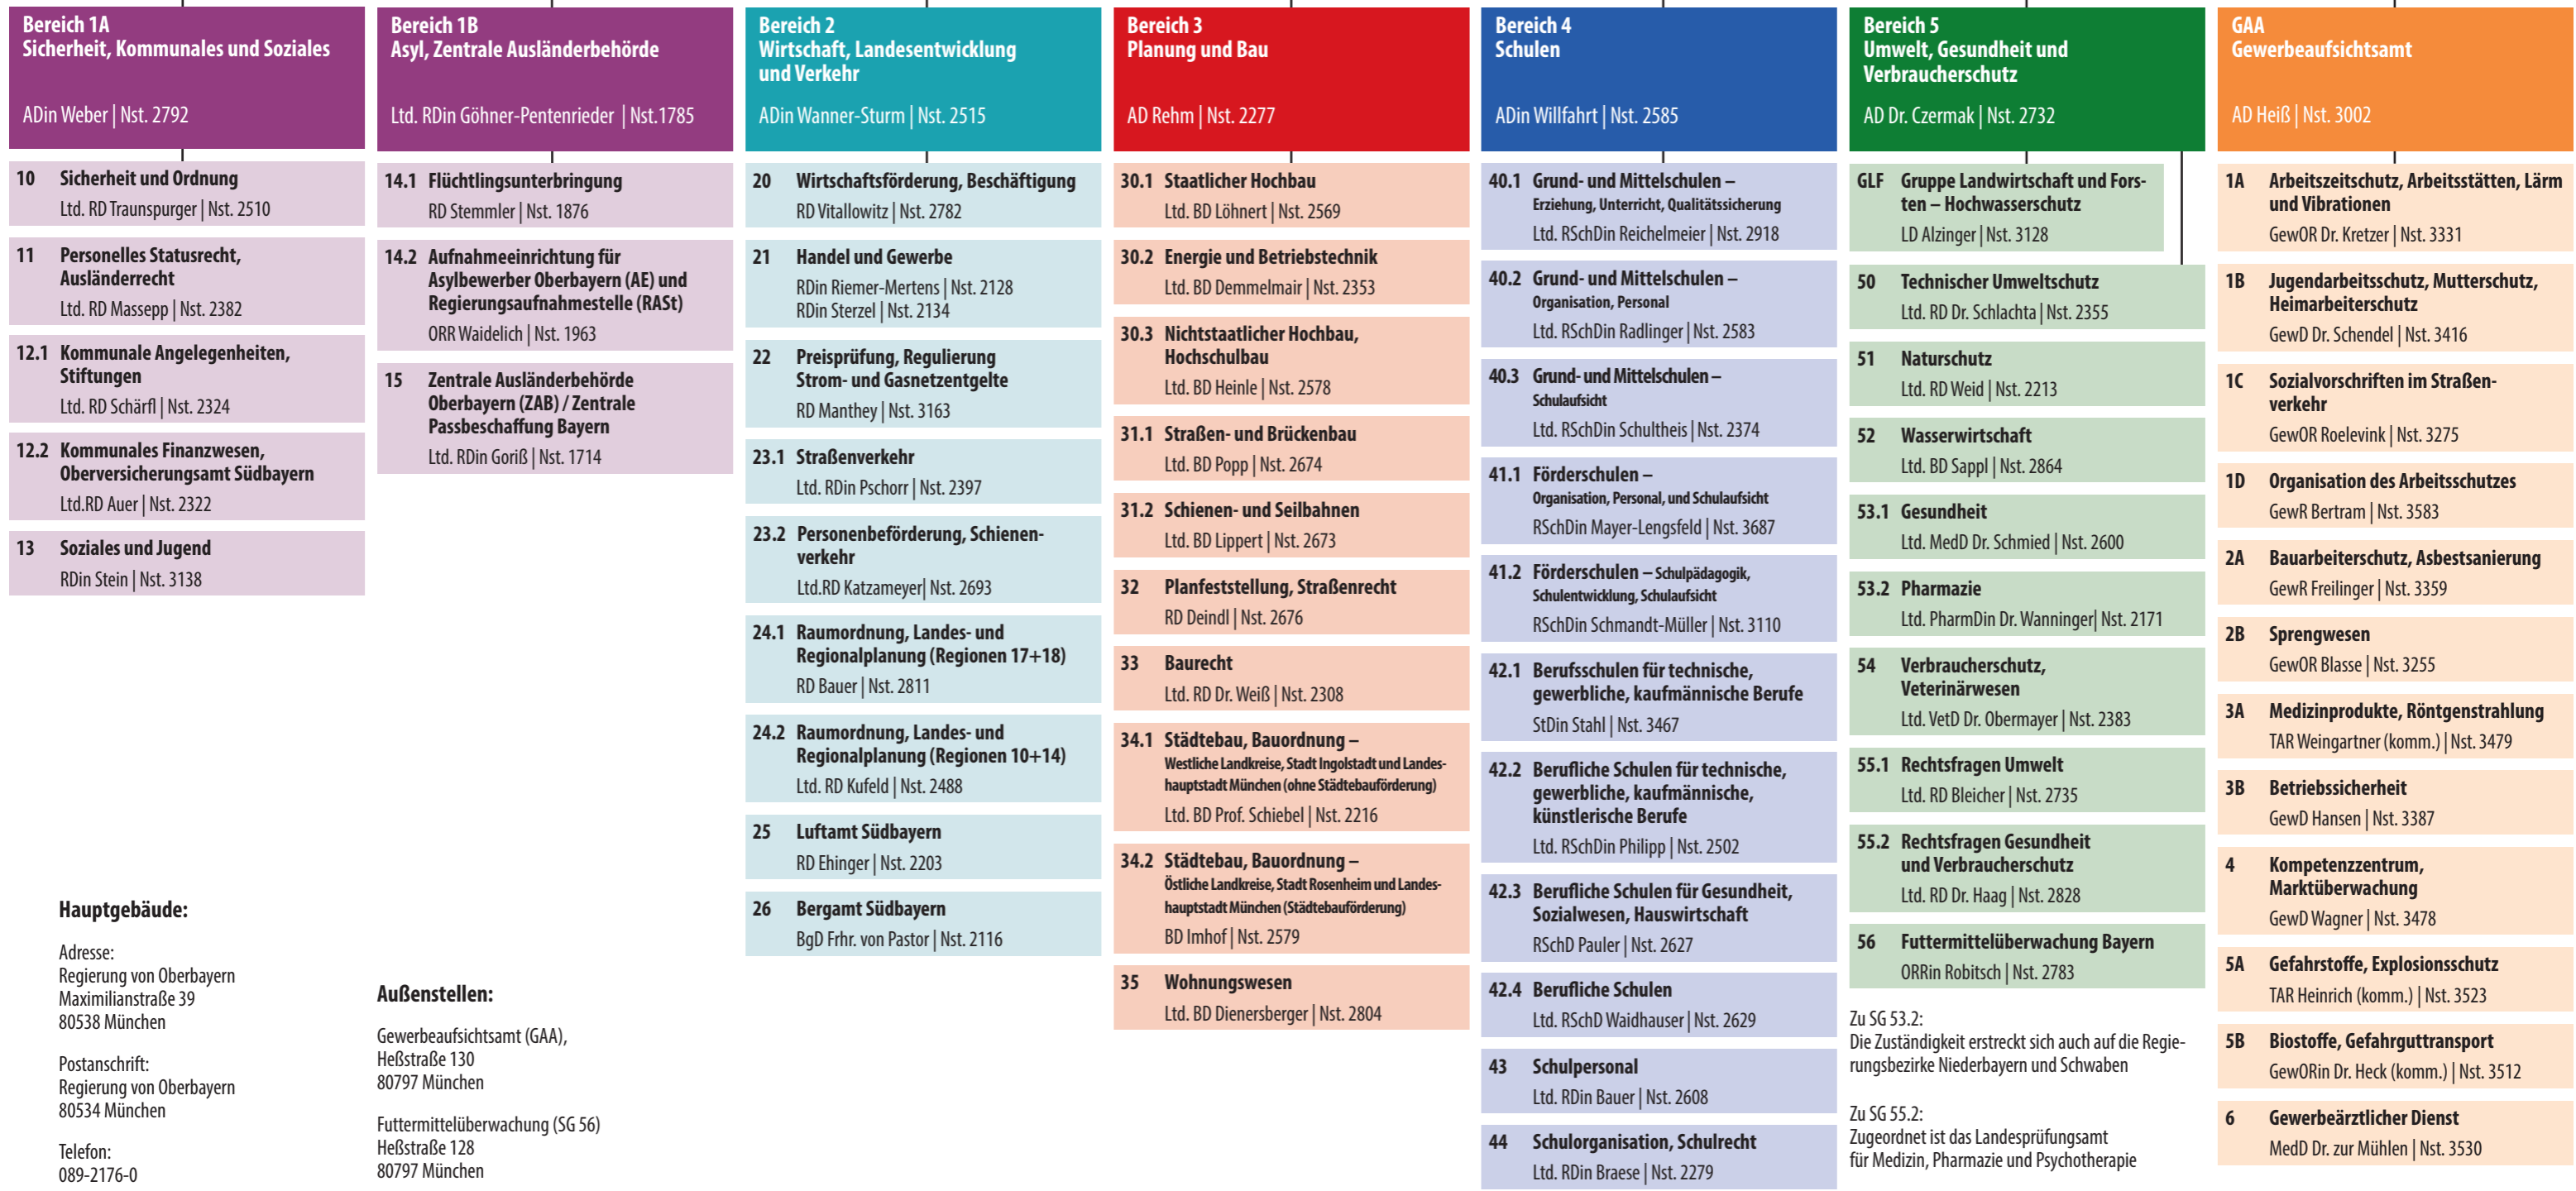 Bereich 1A
Sicherheit, Kommunales und Soziales
ADin Weber | Nst. 2792
10 Sicherheit und Ordnung
Ltd. RD Traunspurger | Nst. 2510
11 Personelles Statusrecht,
Ausländerrecht
Ltd. RD Massepp | Nst. 2382
12.1 Kommunale Angelegenheiten,
Stiftungen
Ltd. RD Schärfl | Nst. 2324
12.2 Kommunales Finanzwesen,
Oberversicherungsamt Südbayern
Ltd.RD Auer | Nst. 2322
13 Soziales und Jugend
RDin Stein | Nst. 3138
Hauptgebäude:
Adresse:
Regierung von Oberbayern
Maximilianstraße 39
80538 München
Postanschrift:
Regierung von Oberbayern
80534 München
Telefon:
089-2176-0
Bereich 1B
Asyl, Zentrale Ausländerbehörde
Ltd. RDin Göhner-Pentenrieder | Nst.1785
14.1 Flüchtlingsunterbringung
RD Stemmler | Nst. 1876
14.2 Aufnahmeeinrichtung für
Asylbewerber Oberbayern (AE) und
Regierungsaufnahmestelle (RASt)
ORR Waidelich | Nst. 1963
15 Zentrale Ausländerbehörde
Oberbayern (ZAB) / Zentrale
Passbeschaffung Bayern
Ltd. RDin Goriß | Nst. 1714
Außenstellen:
Gewerbeaufsichtsamt (GAA),
Heßstraße 130
80797 München
Futtermittelüberwachung (SG 56)
Heßstraße 128
80797 München
Bereich 2
Wirtschaft, Landesentwicklung
und Verkehr
ADin Wanner-Sturm | Nst. 2515
20 Wirtschaftsförderung, Beschäftigung
RD Vitallowitz | Nst. 2782
21 Handel und Gewerbe
RDin Riemer-Mertens | Nst. 2128
RDin Sterzel | Nst. 2134
22 Preisprüfung, Regulierung
Strom- und Gasnetzentgelte
RD Manthey | Nst. 3163
23.1 Straßenverkehr
Ltd. RDin Pschorr | Nst. 2397
23.2 Personenbeförderung, Schienen-
verkehr
Ltd.RD Katzameyer| Nst. 2693
24.1 Raumordnung, Landes- und
Regionalplanung (Regionen 17+18)
RD Bauer | Nst. 2811
24.2 Raumordnung, Landes- und
Regionalplanung (Regionen 10+14)
Ltd. RD Kufeld | Nst. 2488
25 Luftamt Südbayern
RD Ehinger | Nst. 2203
26 Bergamt Südbayern
BgD Frhr. von Pastor | Nst. 2116
Bereich 3
Planung und Bau
AD Rehm | Nst. 2277
30.1 Staatlicher Hochbau
Ltd. BD Löhnert | Nst. 2569
30.2 Energie und Betriebstechnik
Ltd. BD Demmelmair | Nst. 2353
30.3 Nichtstaatlicher Hochbau,
Hochschulbau
Ltd. BD Heinle | Nst. 2578
31.1 Straßen- und Brückenbau
Ltd. BD Popp | Nst. 2674
31.2 Schienen- und Seilbahnen
Ltd. BD Lippert | Nst. 2673
32 Planfeststellung, Straßenrecht
RD Deindl | Nst. 2676
33 Baurecht
Ltd. RD Dr. Weiß | Nst. 2308
34.1 Städtebau, Bauordnung –
Westliche Landkreise, Stadt Ingolstadt und Landes-
hauptstadt München (ohne Städtebauförderung)
Ltd. BD Prof. Schiebel | Nst. 2216
34.2 Städtebau, Bauordnung –
Östliche Landkreise, Stadt Rosenheim und Landes-
hauptstadt München (Städtebauförderung)
BD Imhof | Nst. 2579
35 Wohnungswesen
Ltd. BD Dienersberger | Nst. 2804
Bereich 4
Schulen
ADin Willfahrt | Nst. 2585
40.1 Grund- und Mittelschulen –
Erziehung, Unterricht, Qualitätssicherung
Ltd. RSchDin Reichelmeier | Nst. 2918
40.2 Grund- und Mittelschulen –
Organisation, Personal
Ltd. RSchDin Radlinger | Nst. 2583
40.3 Grund- und Mittelschulen –
Schulaufsicht
Ltd. RSchDin Schultheis | Nst. 2374
41.1 Förderschulen –
Organisation, Personal, und Schulaufsicht
RSchDin Mayer-Lengsfeld | Nst. 3687
41.2 Förderschulen – Schulpädagogik,
Schulentwicklung, Schulaufsicht
RSchDin Schmandt-Müller | Nst. 3110
42.1 Berufsschulen für technische,
gewerbliche, kaufmännische Berufe
StDin Stahl | Nst. 3467
42.2 Berufliche Schulen für technische,
gewerbliche, kaufmännische,
künstlerische Berufe
Ltd. RSchDin Philipp | Nst. 2502
42.3 Berufliche Schulen für Gesundheit,
Sozialwesen, Hauswirtschaft
RSchD Pauler | Nst. 2627
42.4 Berufliche Schulen
Ltd. RSchD Waidhauser | Nst. 2629
43 Schulpersonal
Ltd. RDin Bauer | Nst. 2608
44 Schulorganisation, Schulrecht
Ltd. RDin Braese | Nst. 2279
Bereich 5
Umwelt, Gesundheit und
Verbraucherschutz
AD Dr. Czermak | Nst. 2732
GLF Gruppe Landwirtschaft und Fors-
ten – Hochwasserschutz
LD Alzinger | Nst. 3128
50 Technischer Umweltschutz
Ltd. RD Dr. Schlachta | Nst. 2355
51 Naturschutz
Ltd. RD Weid | Nst. 2213
52 Wasserwirtschaft
Ltd. BD Sappl | Nst. 2864
53.1 Gesundheit
Ltd. MedD Dr. Schmied | Nst. 2600
53.2 Pharmazie
Ltd. PharmDin Dr. Wanninger| Nst. 2171
54 Verbraucherschutz,
Veterinärwesen
Ltd. VetD Dr. Obermayer | Nst. 2383
55.1 Rechtsfragen Umwelt
Ltd. RD Bleicher | Nst. 2735
55.2 Rechtsfragen Gesundheit
und Verbraucherschutz
Ltd. RD Dr. Haag | Nst. 2828
56 Futtermittelüberwachung Bayern
ORRin Robitsch | Nst. 2783
Zu SG 53.2:
Die Zuständigkeit erstreckt sich auch auf die Regie-
rungsbezirke Niederbayern und Schwaben
Zu SG 55.2:
Zugeordnet ist das Landesprüfungsamt
für Medizin, Pharmazie und Psychotherapie
GAA
Gewerbeaufsichtsamt
AD Heiß | Nst. 3002
1A Arbeitszeitschutz, Arbeitsstätten, Lärm
und Vibrationen
GewOR Dr. Kretzer | Nst. 3331
1B Jugendarbeitsschutz, Mutterschutz,
Heimarbeiterschutz
GewD Dr. Schendel | Nst. 3416
1C Sozialvorschriften im Straßen-
verkehr
GewOR Roelevink | Nst. 3275
1D Organisation des Arbeitsschutzes
GewR Bertram | Nst. 3583
2A Bauarbeiterschutz, Asbestsanierung
GewR Freilinger | Nst. 3359
2B Sprengwesen
GewOR Blasse | Nst. 3255
3A Medizinprodukte, Röntgenstrahlung
TAR Weingartner (komm.) | Nst. 3479
3B Betriebssicherheit
GewD Hansen | Nst. 3387
4 Kompetenzzentrum,
Marktüberwachung
GewD Wagner | Nst. 3478
5A Gefahrstoffe, Explosionsschutz
TAR Heinrich (komm.) | Nst. 3523
5B Biostoffe, Gefahrguttransport
GewORin Dr. Heck (komm.) | Nst. 3512
6 Gewerbeärztlicher Dienst
MedD Dr. zur Mühlen | Nst. 3530